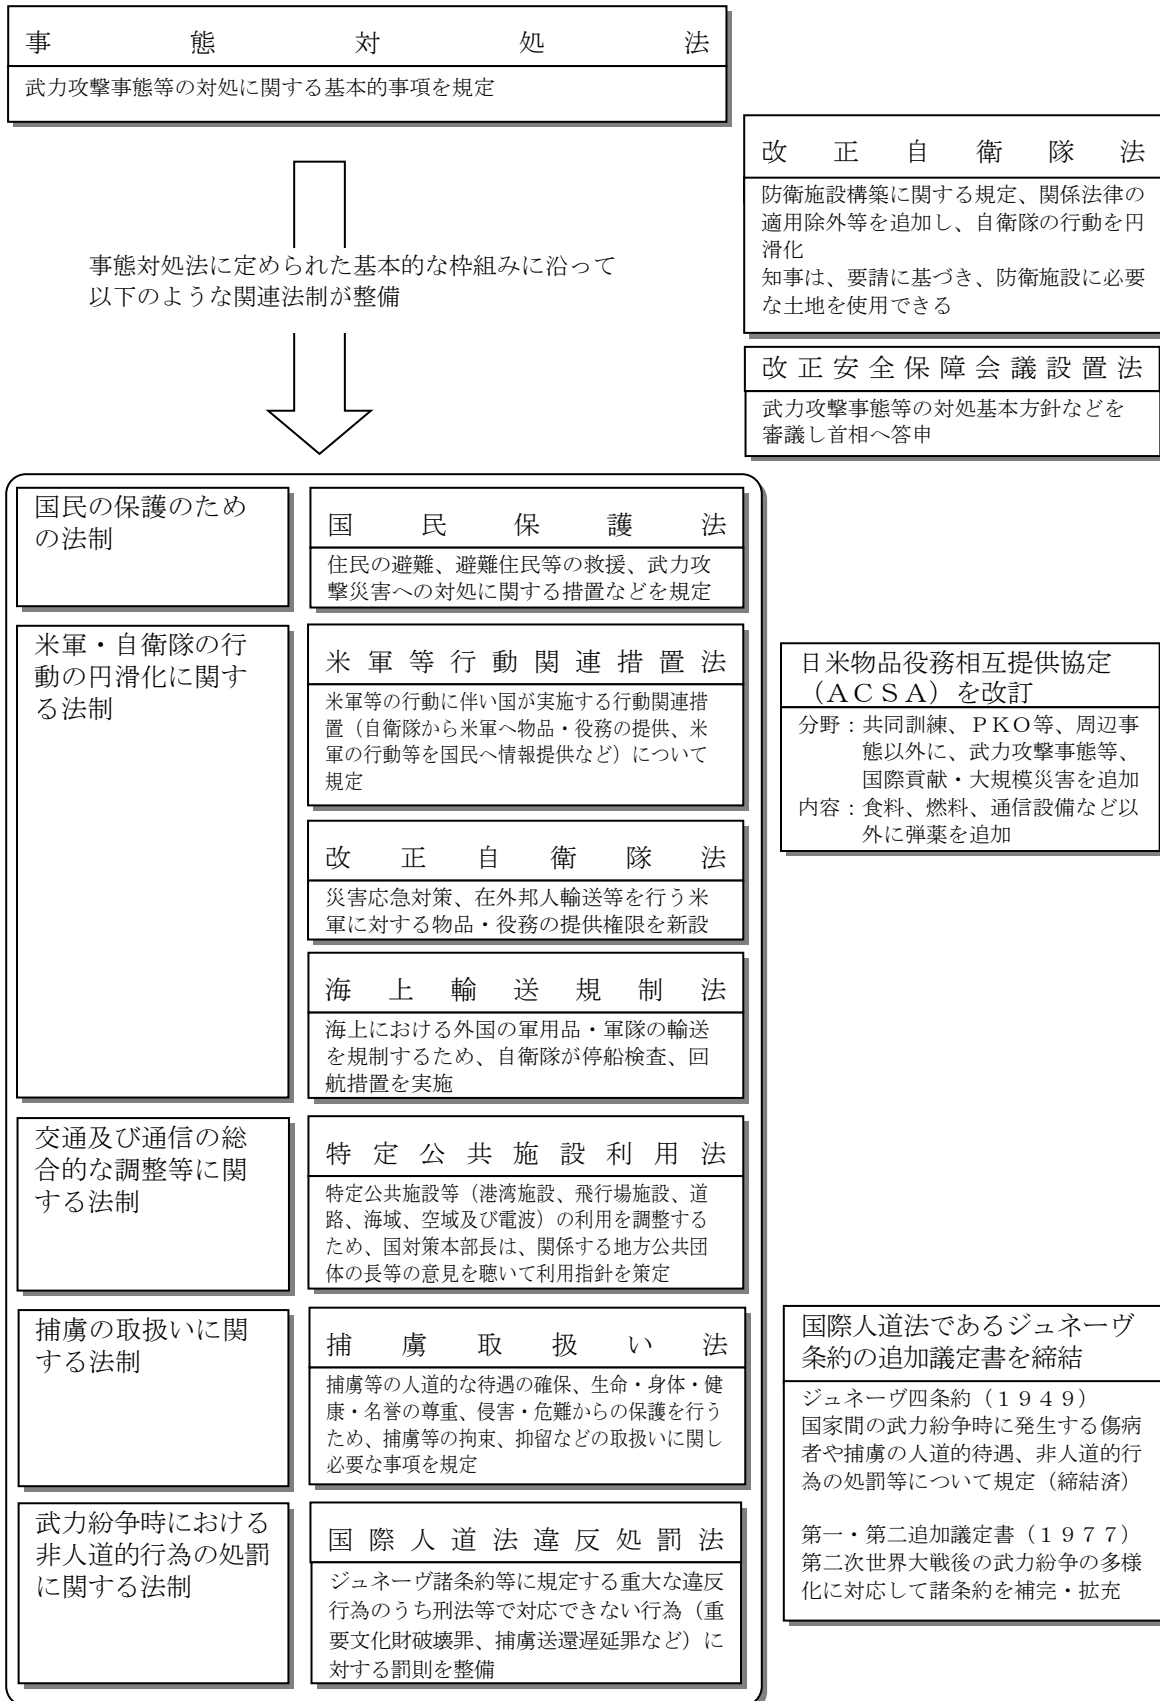 事態対処法
武力攻撃事態等の対処に関する基本的事項を規定
改正自衛隊法
防衛施設構築に関する規定、関係法律の
適用除外等を追加し、自衛隊の行動を円
滑化
知事は、要請に基づき、防衛施設に必要
な土地を使用できる
事態対処法に定められた基本的な枠組みに沿って
以下のような関連法制が整備
改正安全保障会議設置法
武力攻撃事態等の対処基本方針などを
審議し首相へ答申
国民の保護のため
の法制
国民保護法
住民の避難、避難住民等の救援、武力攻
撃災害への対処に関する措置などを規定
米軍・自衛隊の行
動の円滑化に関す
る法制
米軍等行動関連措置法
米軍等の行動に伴い国が実施する行動関連措
置（自衛隊から米軍へ物品・役務の提供、米
軍の行動等を国民へ情報提供など）について
規定
日米物品役務相互提供協定
（ＡＣＳＡ）を改訂
分野：共同訓練、ＰＫＯ等、周辺事
態以外に、武力攻撃事態等、
国際貢献・大規模災害を追加
内容：食料、燃料、通信設備など以
外に弾薬を追加
改正自衛隊法
災害応急対策、在外邦人輸送等を行う米
軍に対する物品・役務の提供権限を新設
海上輸送規制法
海上における外国の軍用品・軍隊の輸送
を規制するため、自衛隊が停船検査、回
航措置を実施
交通及び通信の総
合的な調整等に関
する法制
特定公共施設利用法
特定公共施設等（港湾施設、飛行場施設、道
路、海域、空域及び電波）の利用を調整する
ため、国対策本部長は、関係する地方公共団
体の長等の意見を聴いて利用指針を策定
捕虜の取扱いに関
する法制
捕虜取扱い法
捕虜等の人道的な待遇の確保、生命・身体・健
康・名誉の尊重、侵害・危難からの保護を行う
ため、捕虜等の拘束、抑留などの取扱いに関し
必要な事項を規定
国際人道法であるジュネーヴ
条約の追加議定書を締結
ジュネーヴ四条約（１９４９）
国家間の武力紛争時に発生する傷病
者や捕虜の人道的待遇、非人道的行
為の処罰等について規定（締結済）
第一・第二追加議定書（１９７７）
第二次世界大戦後の武力紛争の多様
化に対応して諸条約を補完・拡充
武力紛争時における
非人道的行為の処罰
に関する法制
国際人道法違反処罰法
ジュネーヴ諸条約等に規定する重大な違反
行為のうち刑法等で対応できない行為（重
要文化財破壊罪、捕虜送還遅延罪など）に
対する罰則を整備